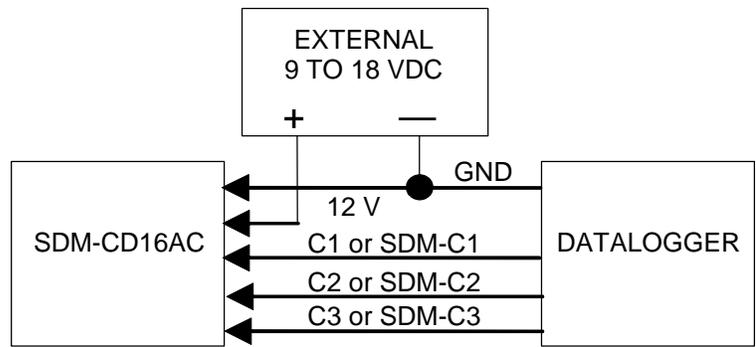 EXTERNAL
9 TO 18 VDC
+ —
GND
12 V
SDM-CD16AC
C1 or SDM-C1
DATALOGGER
C2 or SDM-C2
C3 or SDM-C3